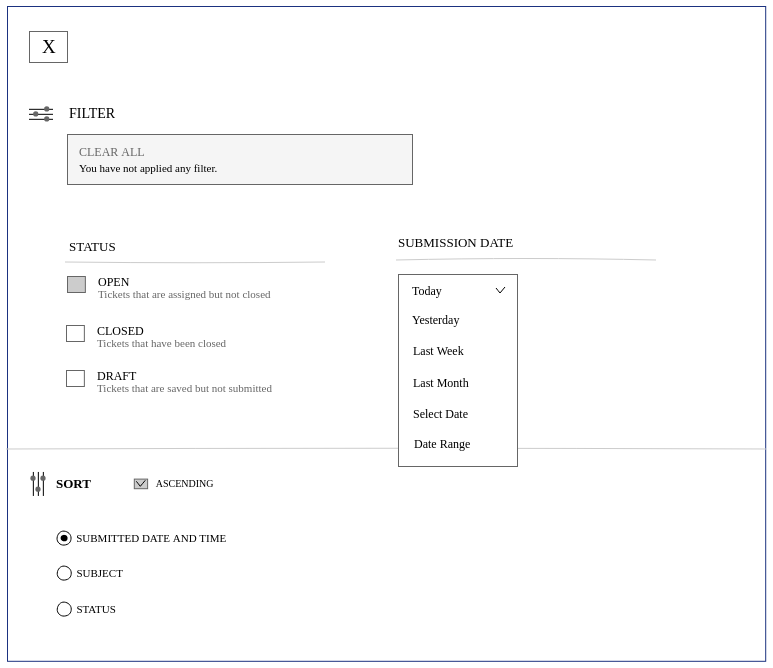 X
FILTER
CLEAR ALL
You have not applied any filter.
STATUS
OPEN
Tickets that are assigned but not closed
CLOSED
Tickets that have been closed
DRAFT
Tickets that are saved but not submitted
SUBMISSION DATE
Today
Yesterday
Last Week
Last Month
Select Date
Date Range
SORT
ASCENDING
SUBMITTED DATE AND TIME
SUBJECT
STATUS